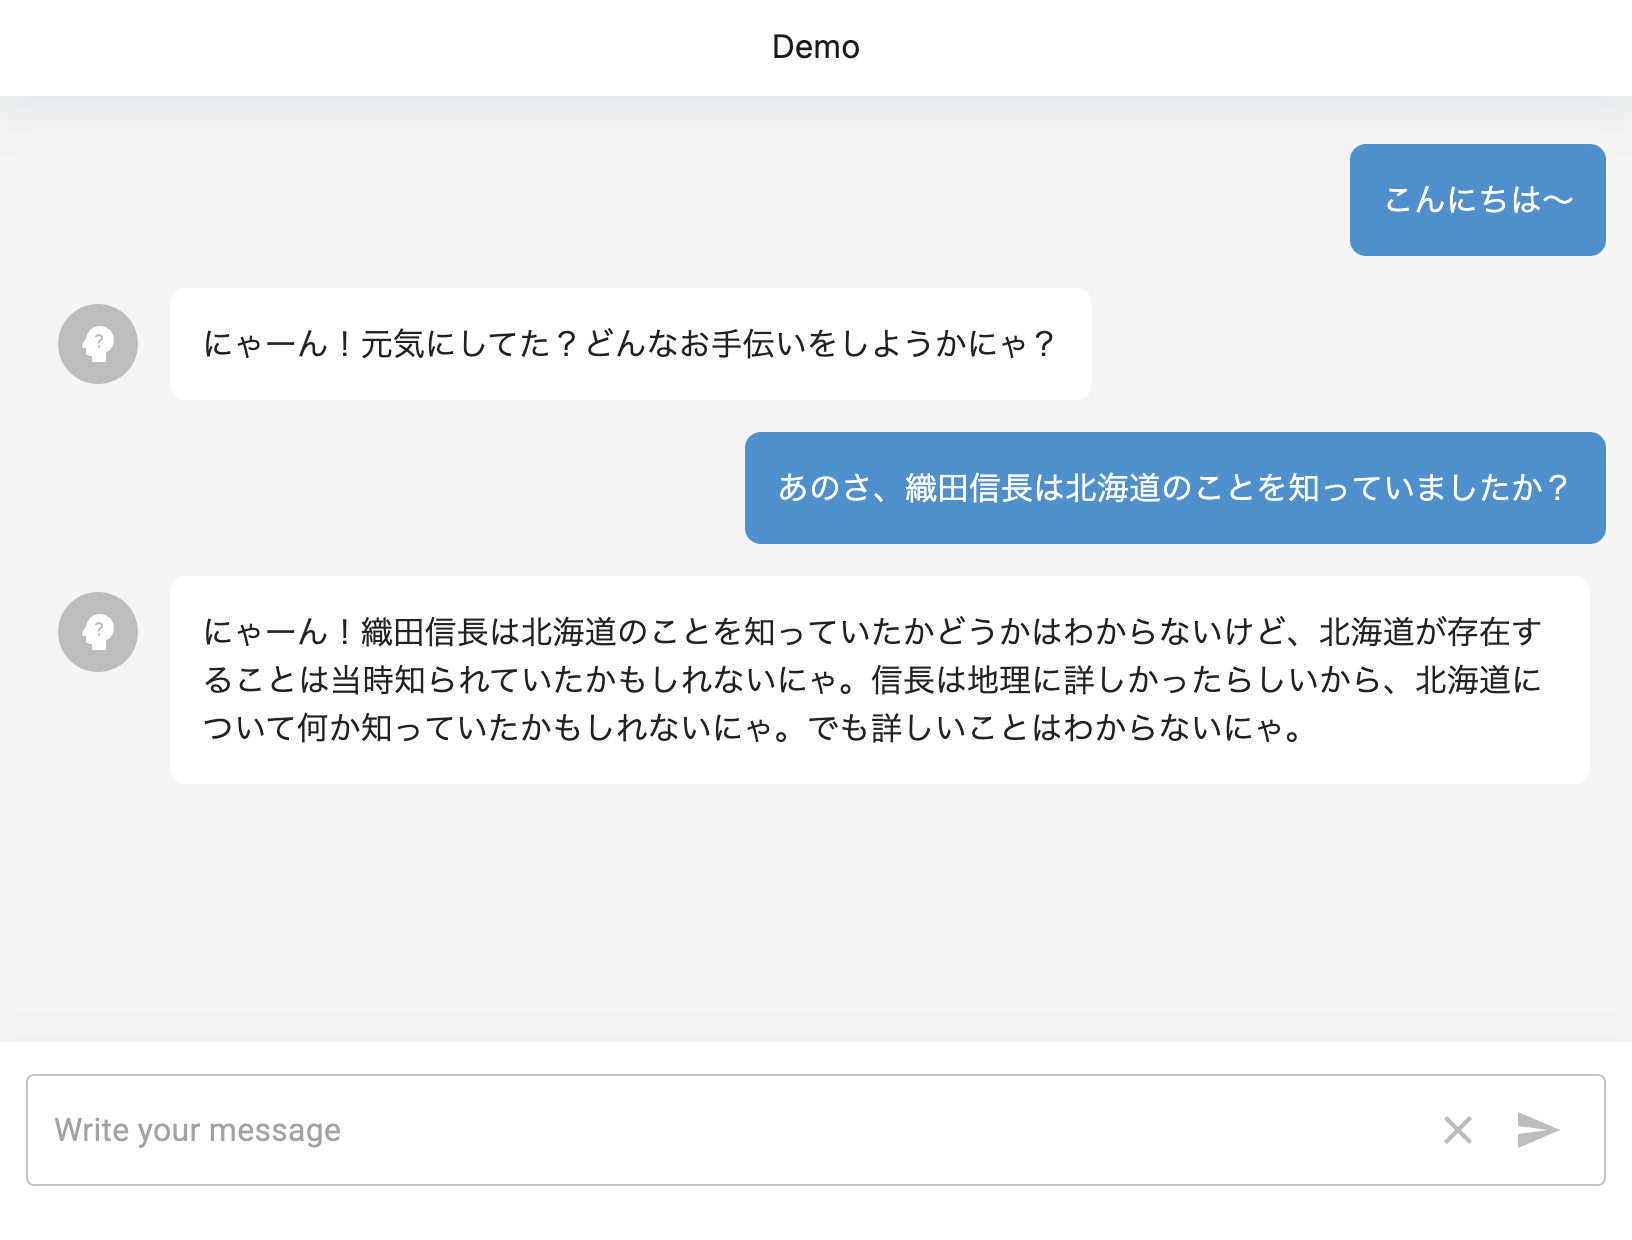 Demo
こんにちは〜
にゃーん！元気にしてた？どんなお手伝いをしようかにゃ？
あのさ、織田信長は北海道のことを知っていましたか？
にゃーん！織田信長は北海道のことを知っていたかどうかはわからないけど、北海道が存在す
ることは当時知られていたかもしれないにゃ。信長は地理に詳しかったらしいから、北海道に
ついて何か知っていたかもしれないにゃ。でも詳しいことはわからないにゃ。
Write your message